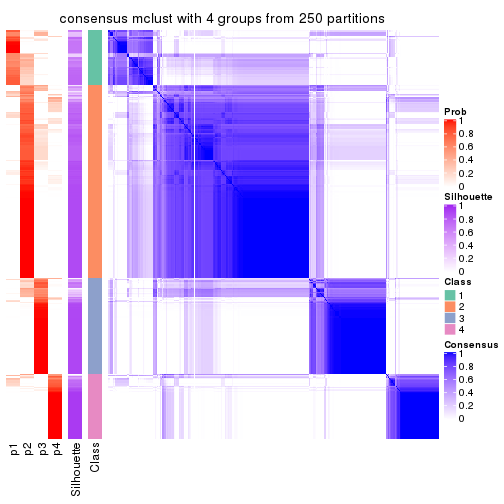 consensus mclust with 4 groups from 250 partitions
Prob
1
0.8
0.6
0.4
0.2
0
Silhouette
1
0.8
0.6
0.4
0.2
0
Class
1
2
3
4
Consensus
1
0.8
0.6
0.4
0.2
0
p1
p2
p3
p4
Silhouette
Class